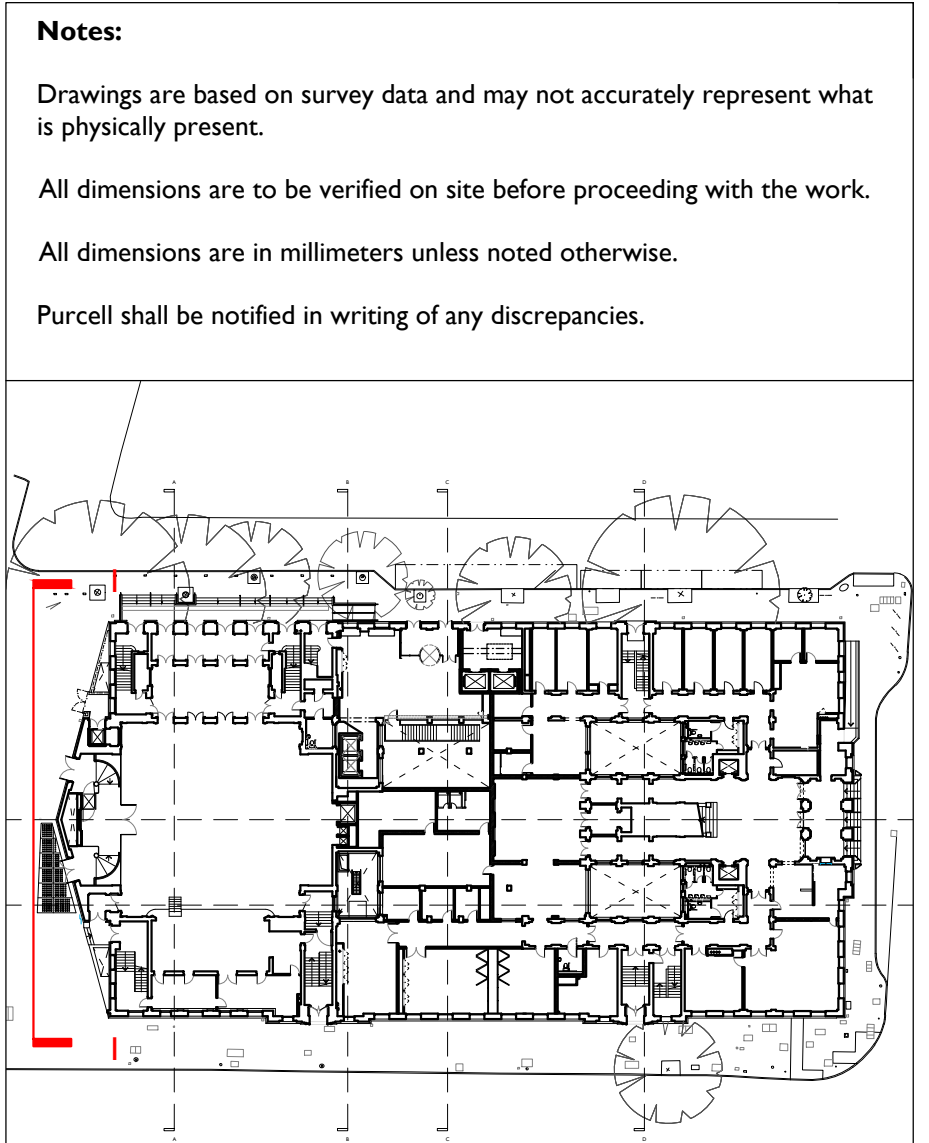 Notes:
Drawings are based on survey data and may not accurately represent what
is physically present.
All dimensions are to be verified on site before proceeding with the work.
All dimensions are in millimeters unless noted otherwise.
Purcell shall be notified in writing of any discrepancies.
A B C D
A B C D